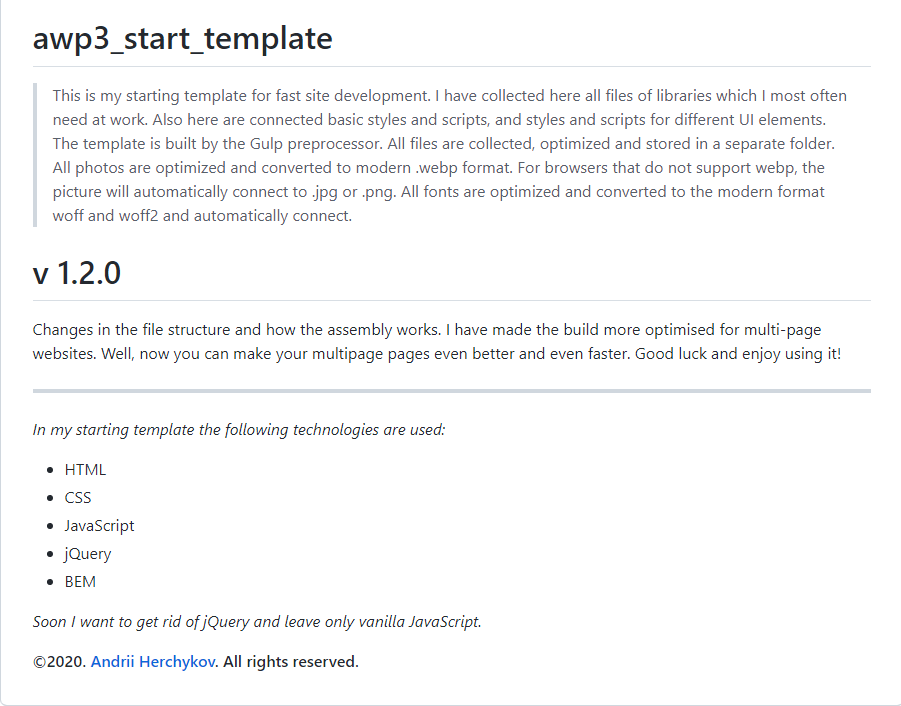 awp3_start_template
This is my starting template for fast site development. I have collected here all files of libraries which I most often
need at work. Also here are connected basic styles and scripts, and styles and scripts for different UI elements.
The template is built by the Gulp preprocessor. All files are collected, optimized and stored in a separate folder.
All photos are optimized and converted to modern .webp format. For browsers that do not support webp, the
picture will automatically connect to .jpg or .png. All fonts are optimized and converted to the modern format
woff and woff2 and automatically connect.
v 1.2.0
Changes in the file structure and how the assembly works. I have made the build more optimised for multi-page
websites. Well, now you can make your multipage pages even better and even faster. Good luck and enjoy using it!
In my starting template the following technologies are used:
• HTML
• CSS
• JavaScript
• jQuery
• BEM
Soon I want to get rid of jQuery and leave only vanilla JavaScript.
©2020. Andrii Herchykov. All rights reserved.